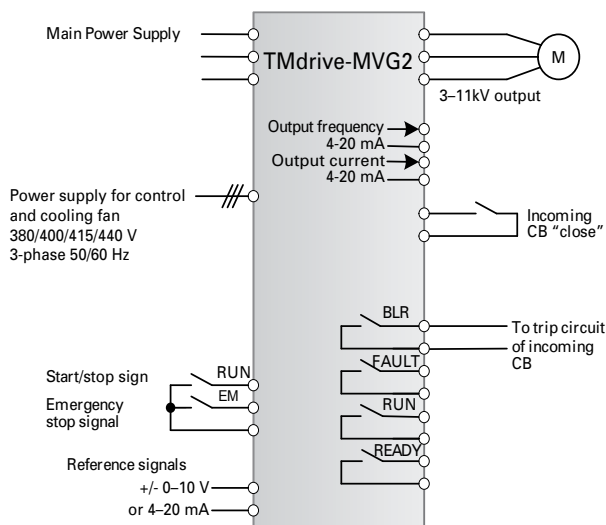 Main Power Supply
TMdrive-MVG2
M
3–11kV output
Output frequency
4-20 mA
Output current
4-20 mA
Power supply for control
and cooling fan
380/400/415/440 V
3-phase 50/60 Hz
Incoming
CB “close”
BLR
To trip circuit
of incoming
CB
FAULT
Start/stop sign
RUN
EM
Emergency
stop signal
RUN
READY
Reference signals
+/- 0–10 V
or 4–20 mA